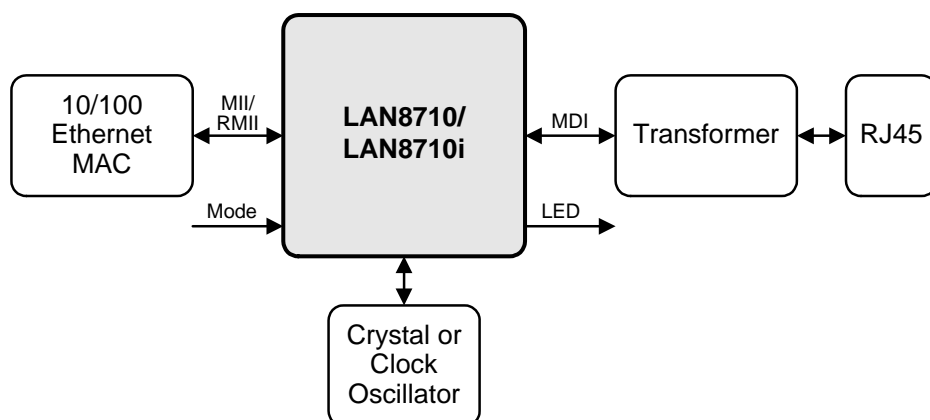 10/100
Ethernet
MAC
MII/
RMII
LAN8710/
LAN8710i
MDI
Transformer
RJ45
Mode
LED
Crystal or
Clock
Oscillator